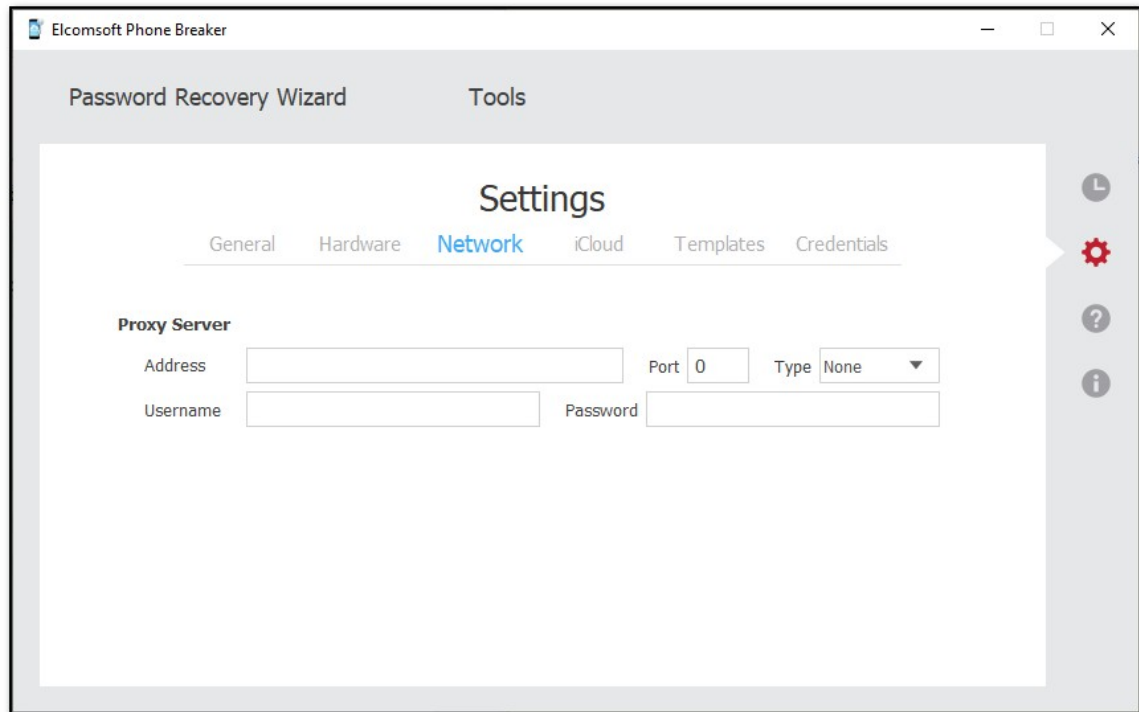 Elcomsoft Phone Breaker
Password Recovery Wizard Tools
Settings
General Hardware Network iCloud Templates Credentials
Proxy Server
Address Port 0 Type None
Username Password